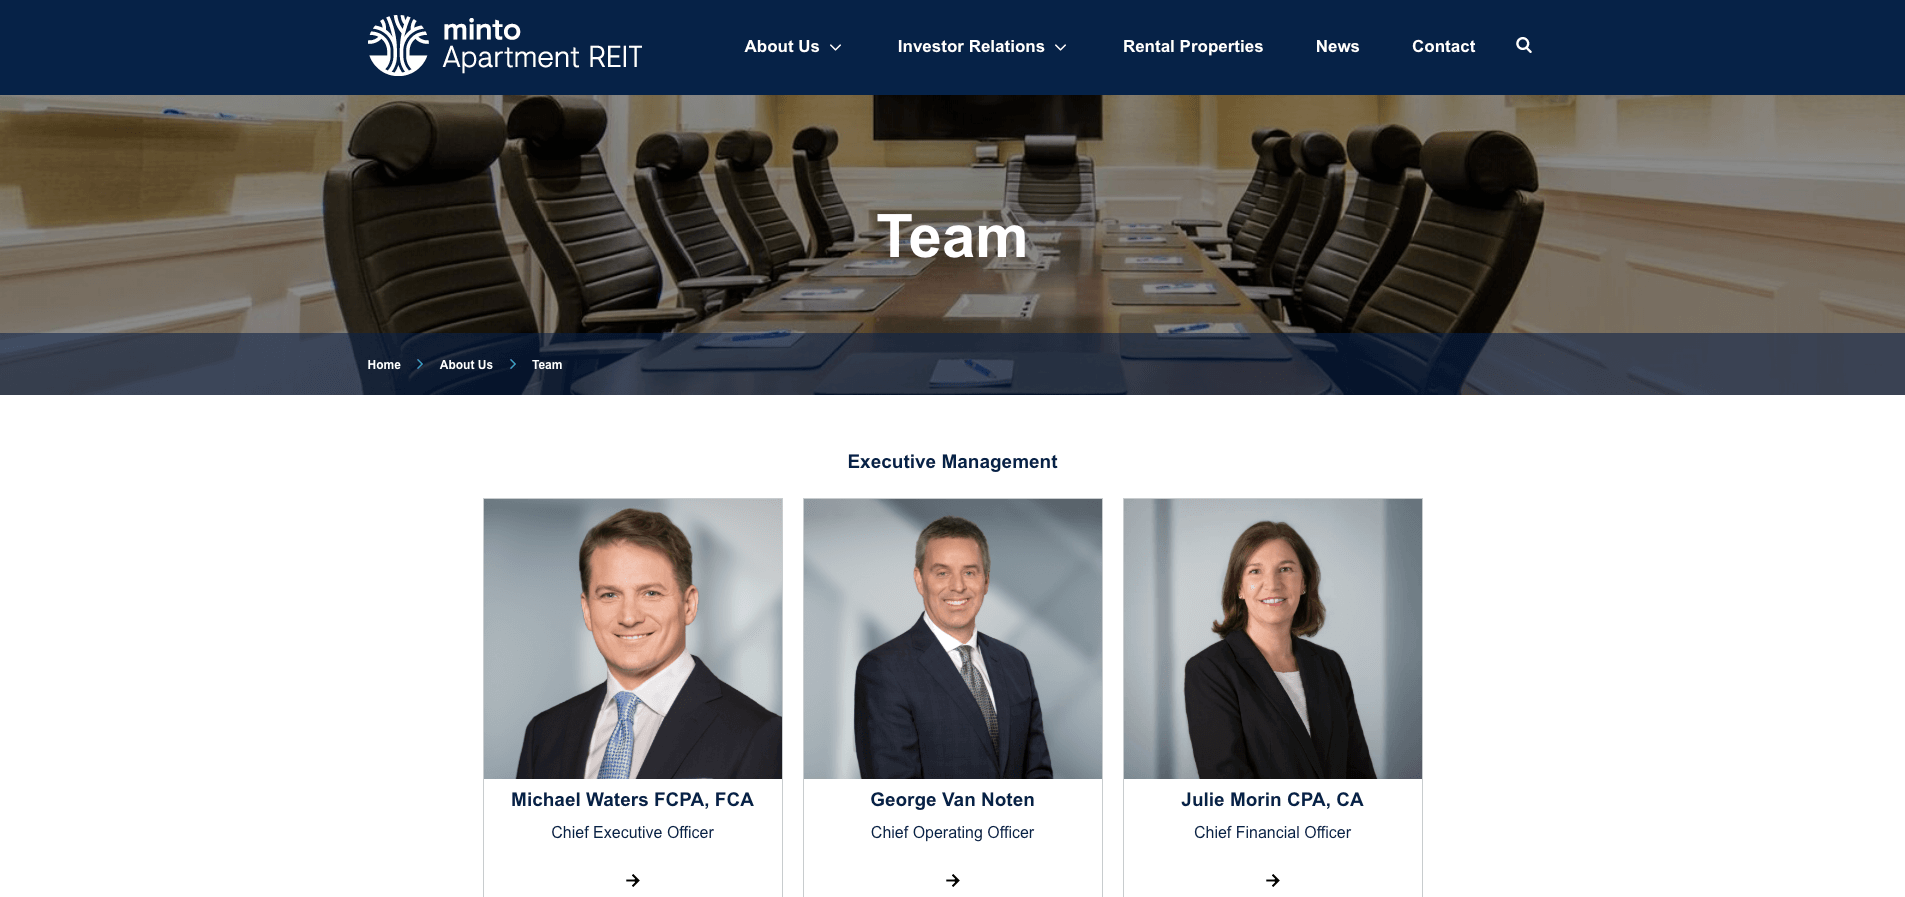 minto
Apartment REIT
About Us
Investor Relations
Rental Properties
News
Contact
Team
Home
About Us
Team
Executive Management
Michael Waters FCPA, FCA
Chief Executive Officer
George Van Noten
Chief Operating Officer
Julie Morin CPA, CA
Chief Financial Officer